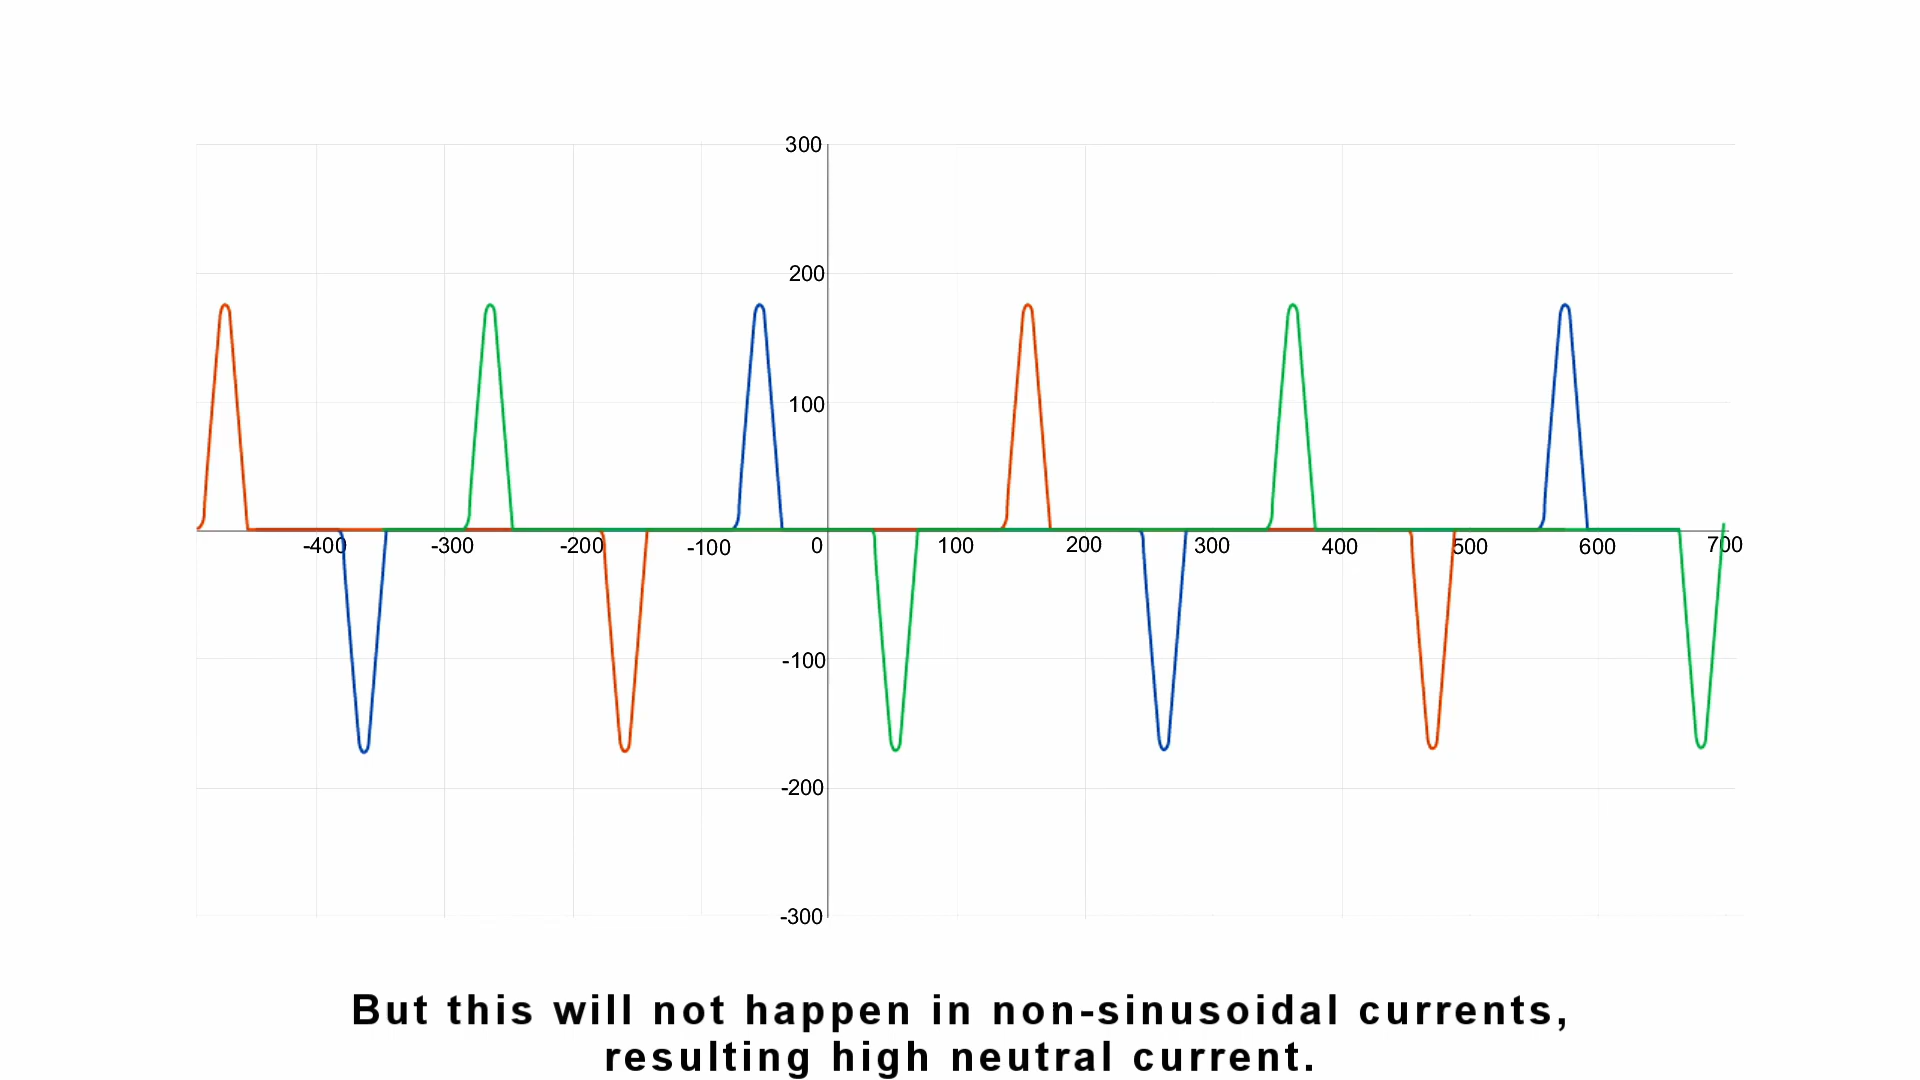 300
200
100
-400 -300 -200 -100 0 100 200 300 400 500 600 700
-100
-200
-300
But this will not happen in non-sinusoidal currents,
resulting high neutral current.